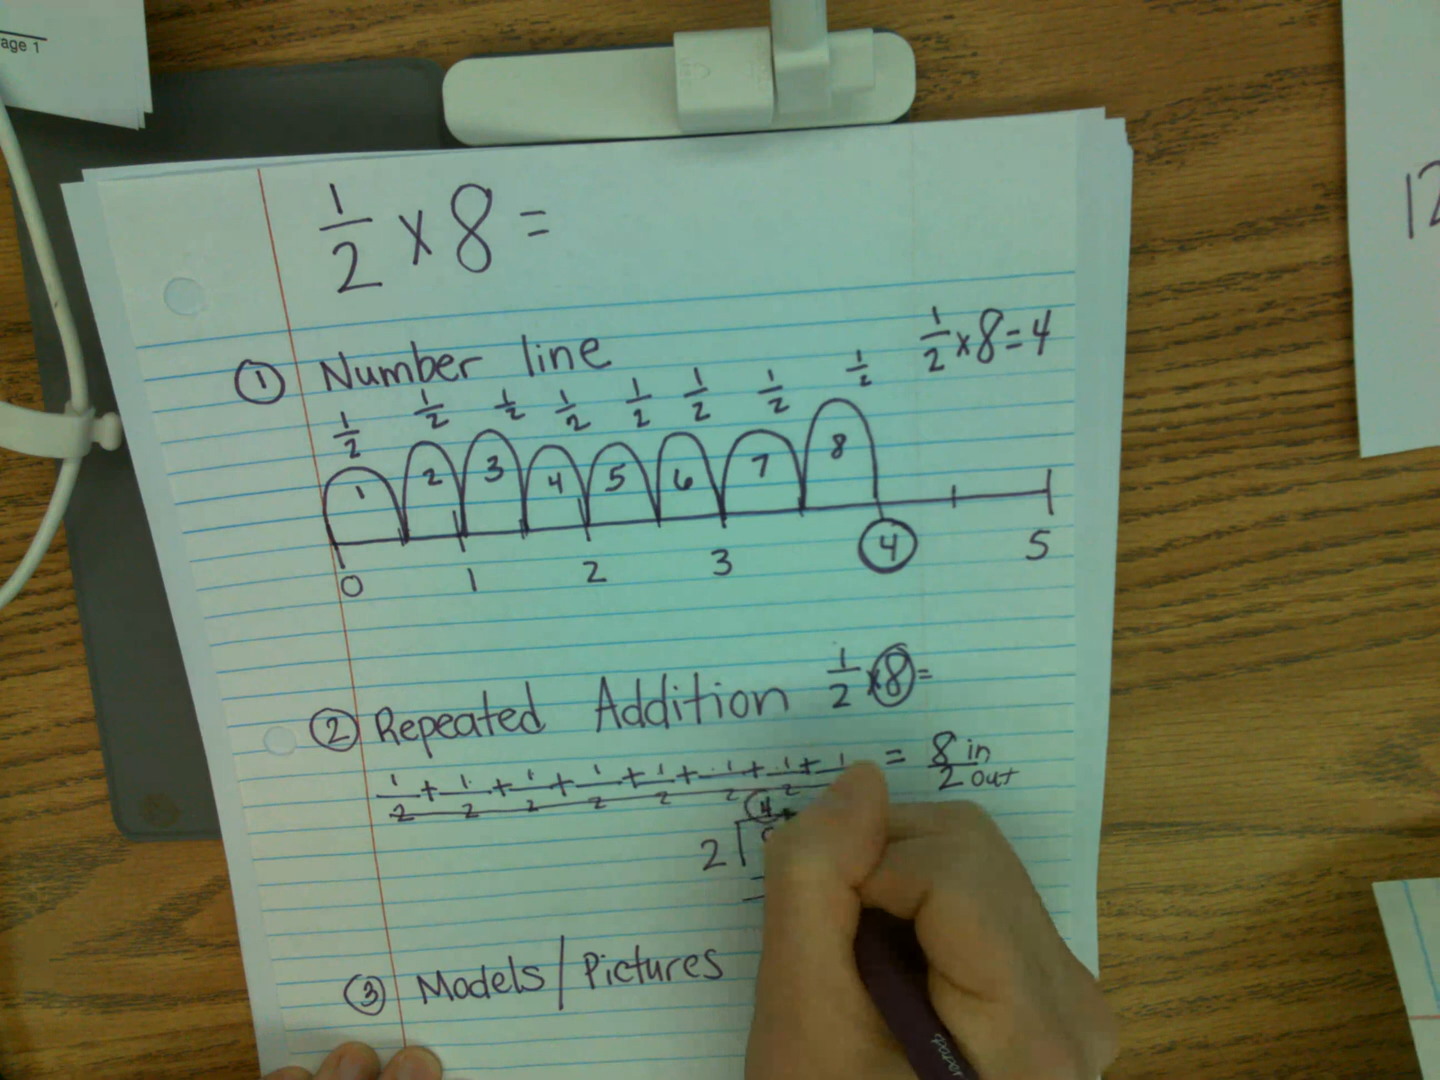 age 1
12
1/2 x 8 =
① Number line
1/2 x 8 = 4
1/2 1/2 1/2 1/2 1/2 1/2 1/2 1/2
1 2 3 4 5 6 7 8
0 1 2 3 4 5
② Repeated Addition 1/2 x 8 =
1/2 + 1/2 + 1/2 + 1/2 + 1/2 + 1/2 + 1/2 + 1 = 8 in / 2 out
4
2
③ Models/Pictures
paper